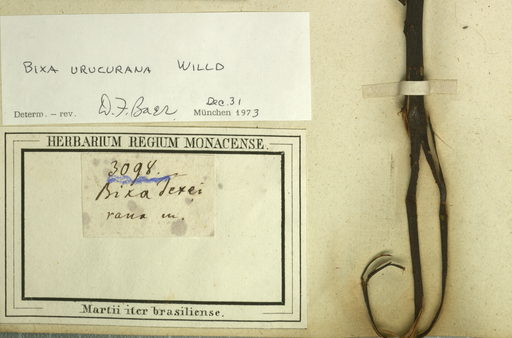 BIXA URUCURANA WILLD
Determ. – rev. D.F. Baer Dec. 31
München 1973
HERBARIUM REGIUM MONACENSE.
3098.
Bixa
rana m.
Martii iter brasiliense.